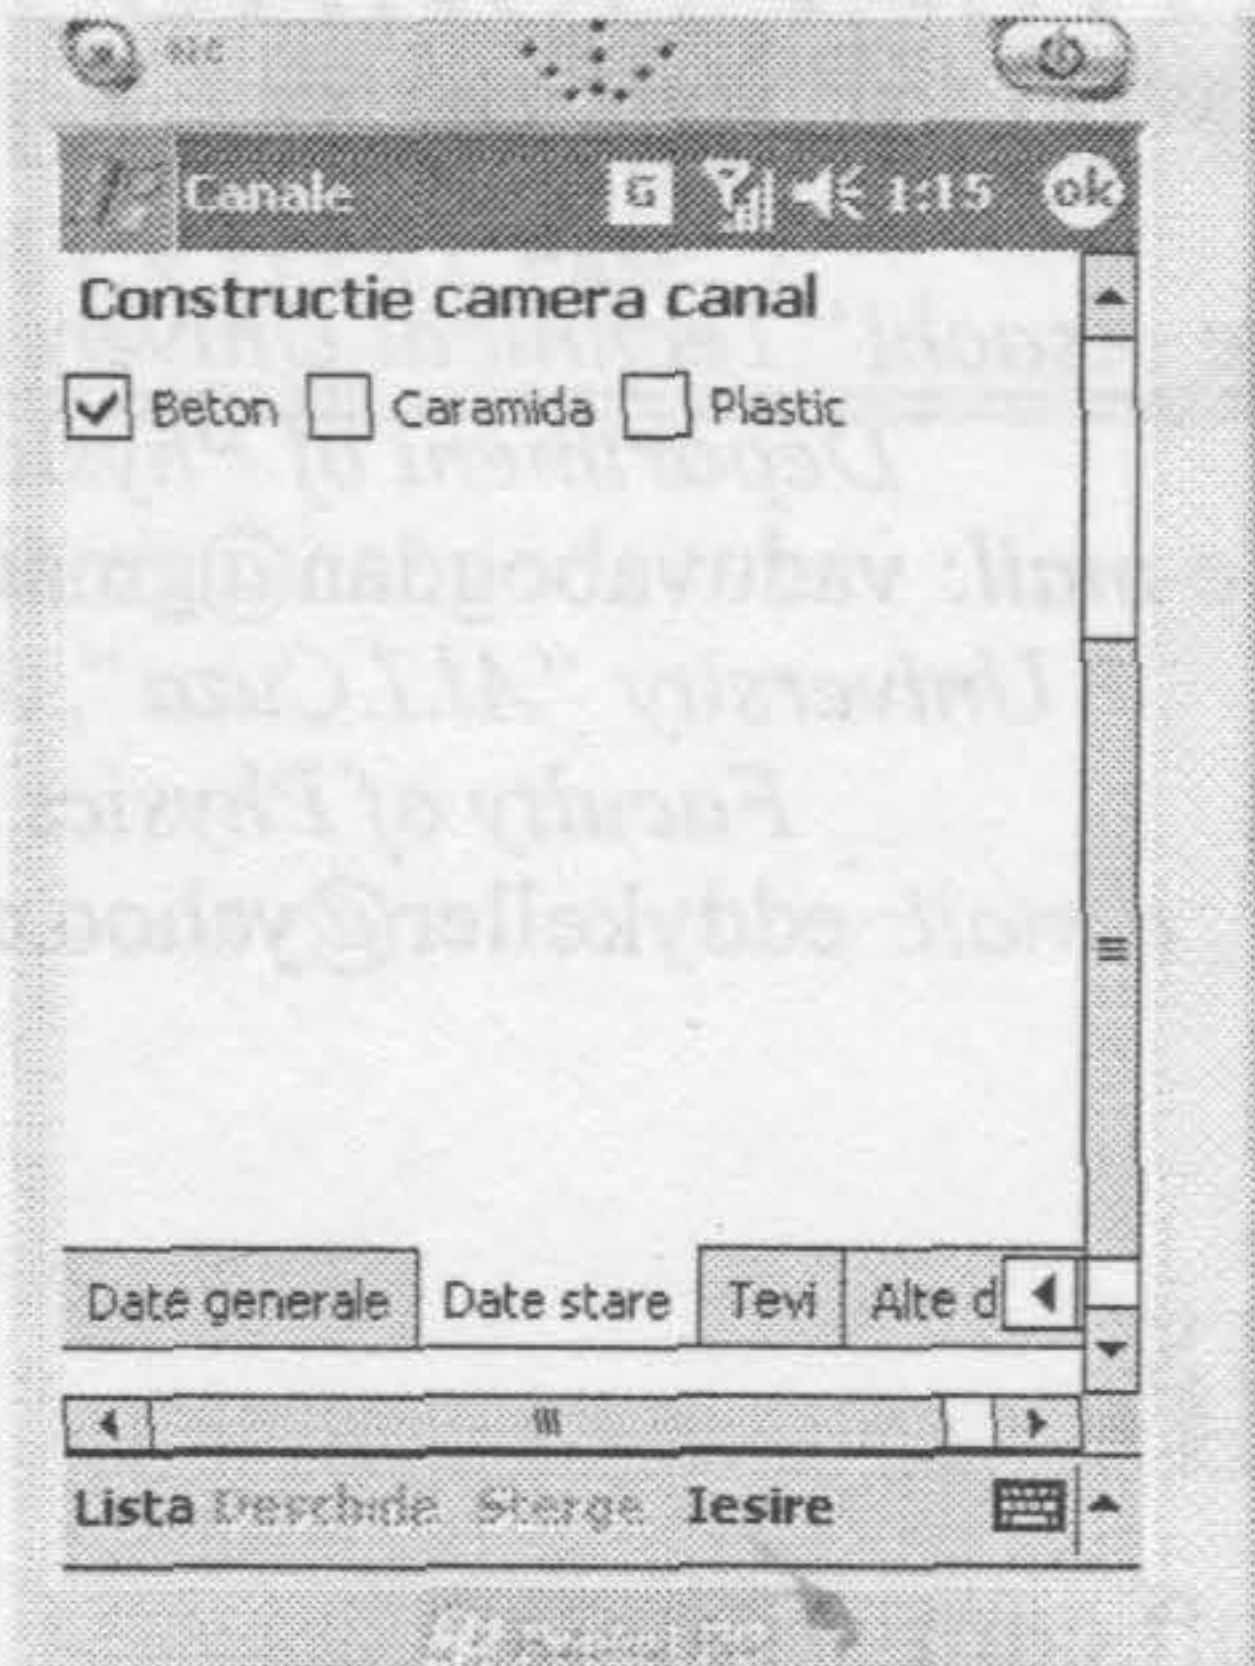 Canale G 1:15 ok
Constructie camera canal
Beton Caramida Plastic
Date generale Date stare Tevi Alte d
Lista Deschide Sterge Iesire